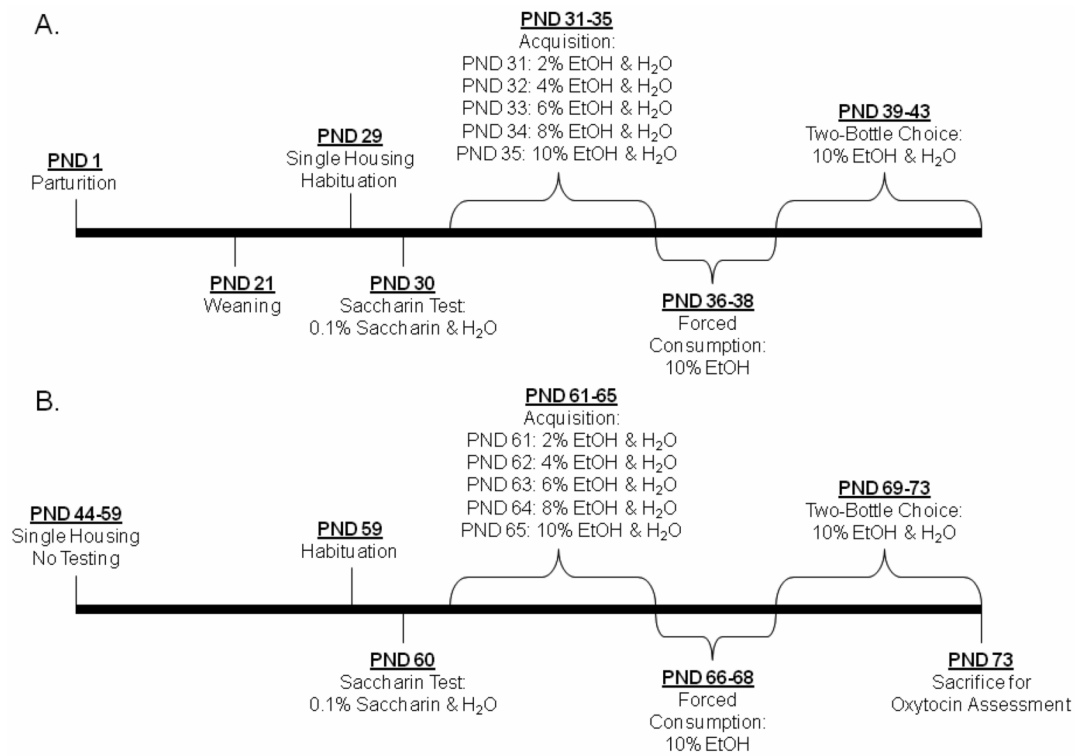 A.
PND 1
Parturition
PND 21
Weaning
PND 29
Single Housing
Habituation
PND 30
Saccharin Test:
0.1% Saccharin & H₂O
PND 31-35
Acquisition:
PND 31: 2% EtOH & H₂O
PND 32: 4% EtOH & H₂O
PND 33: 6% EtOH & H₂O
PND 34: 8% EtOH & H₂O
PND 35: 10% EtOH & H₂O
PND 36-38
Forced
Consumption:
10% EtOH
PND 39-43
Two-Bottle Choice:
10% EtOH & H₂O
B.
PND 44-59
Single Housing
No Testing
PND 59
Habituation
PND 60
Saccharin Test:
0.1% Saccharin & H₂O
PND 61-65
Acquisition:
PND 61: 2% EtOH & H₂O
PND 62: 4% EtOH & H₂O
PND 63: 6% EtOH & H₂O
PND 64: 8% EtOH & H₂O
PND 65: 10% EtOH & H₂O
PND 66-68
Forced
Consumption:
10% EtOH
PND 69-73
Two-Bottle Choice:
10% EtOH & H₂O
PND 73
Sacrifice for
Oxytocin Assessment